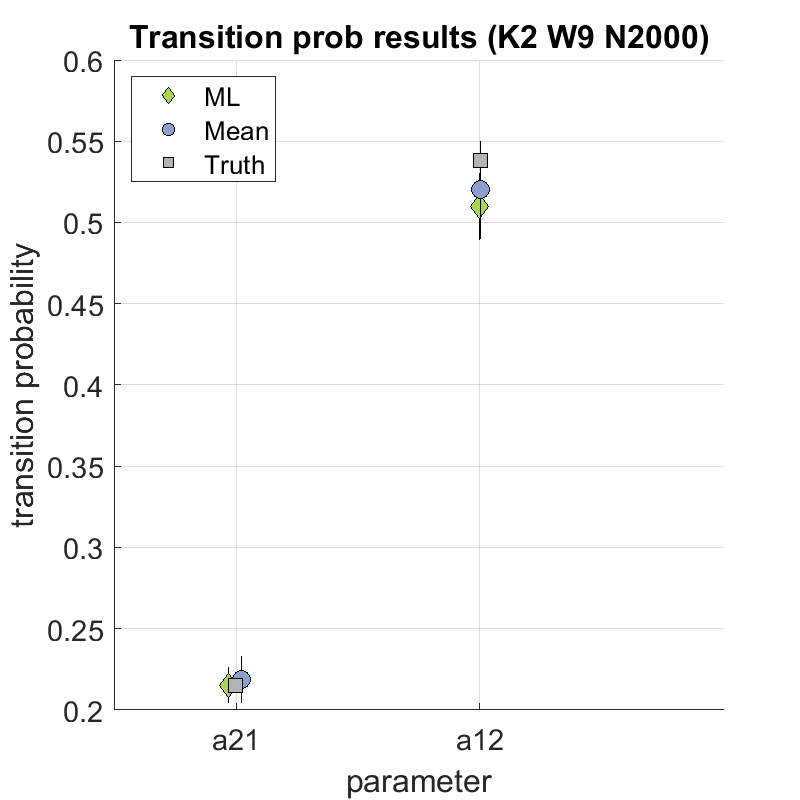 Transition prob results (K2 W9 N2000)
ML
Mean
Truth
0.6
0.55
0.5
0.45
0.4
0.35
0.3
0.25
0.2
transition probability
a21
a12
parameter